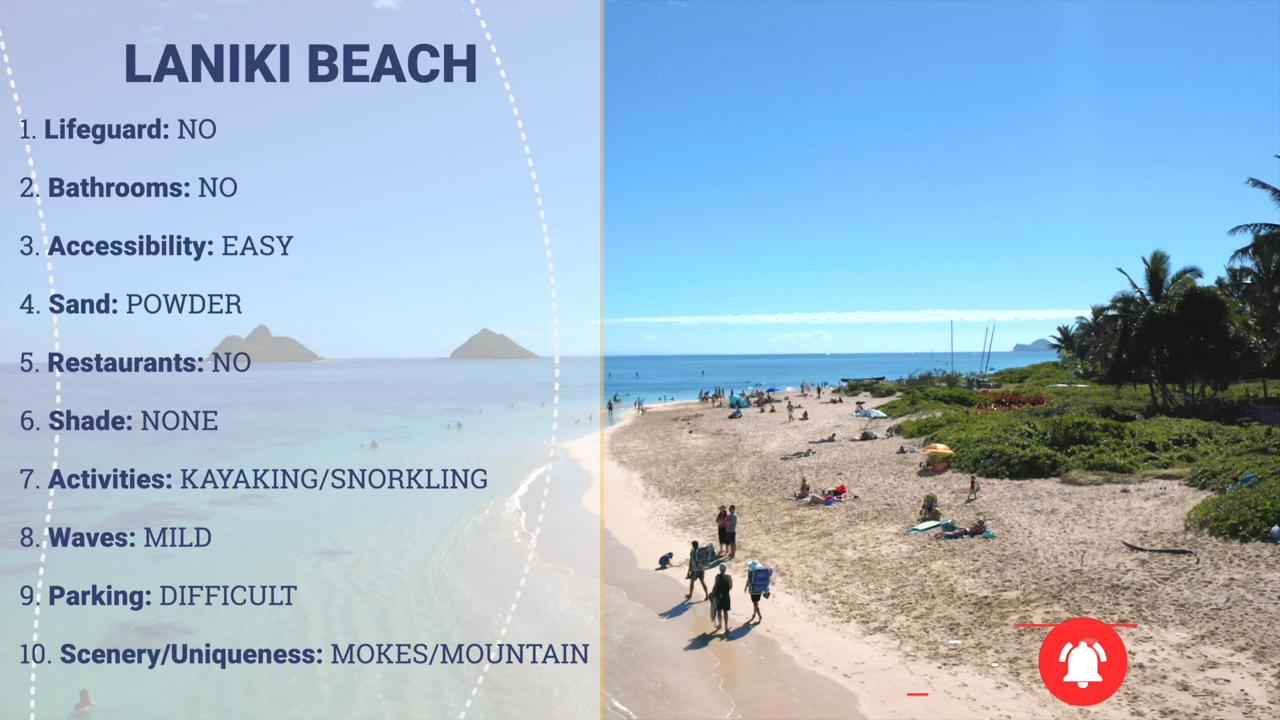 LANIKI BEACH
1. Lifeguard: NO
2. Bathrooms: NO
3. Accessibility: EASY
4. Sand: POWDER
5. Restaurants: NO
6. Shade: NONE
7. Activities: KAYAKING/SNORKLING
8. Waves: MILD
9. Parking: DIFFICULT
10. Scenery/Uniqueness: MOKES/MOUNTAIN